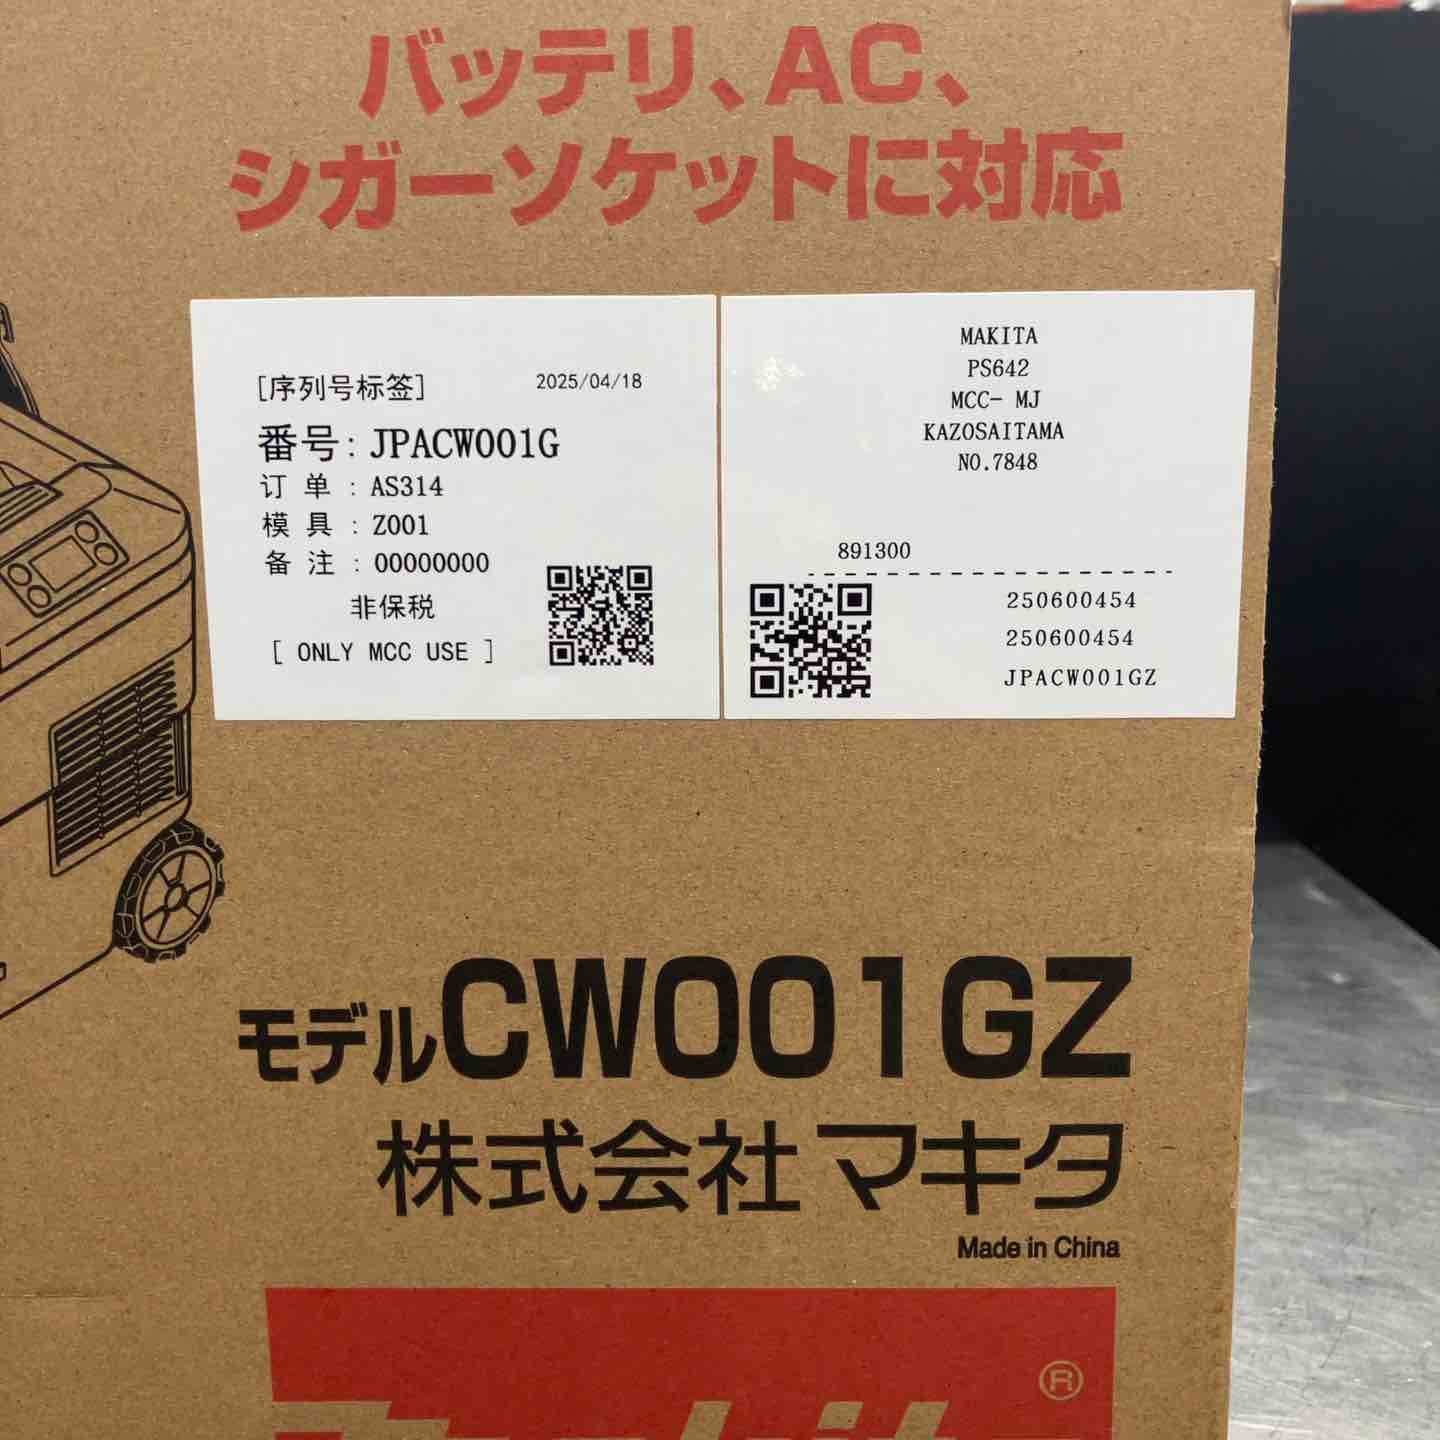 バッテリ、AC、
シガーソケットに対応
[序列号标签] 2025/04/18
番号: JPACW001G
订 单 : AS314
模 具 : Z001
备 注 : 00000000
非保税
[ ONLY MCC USE ]
MAKITA
PS642
MCC- MJ
KAZOSAITAMA
NO.7848
891300
250600454
250600454
JPACW001GZ
モデルCW001GZ
株式会社マキタ
Made in China
®